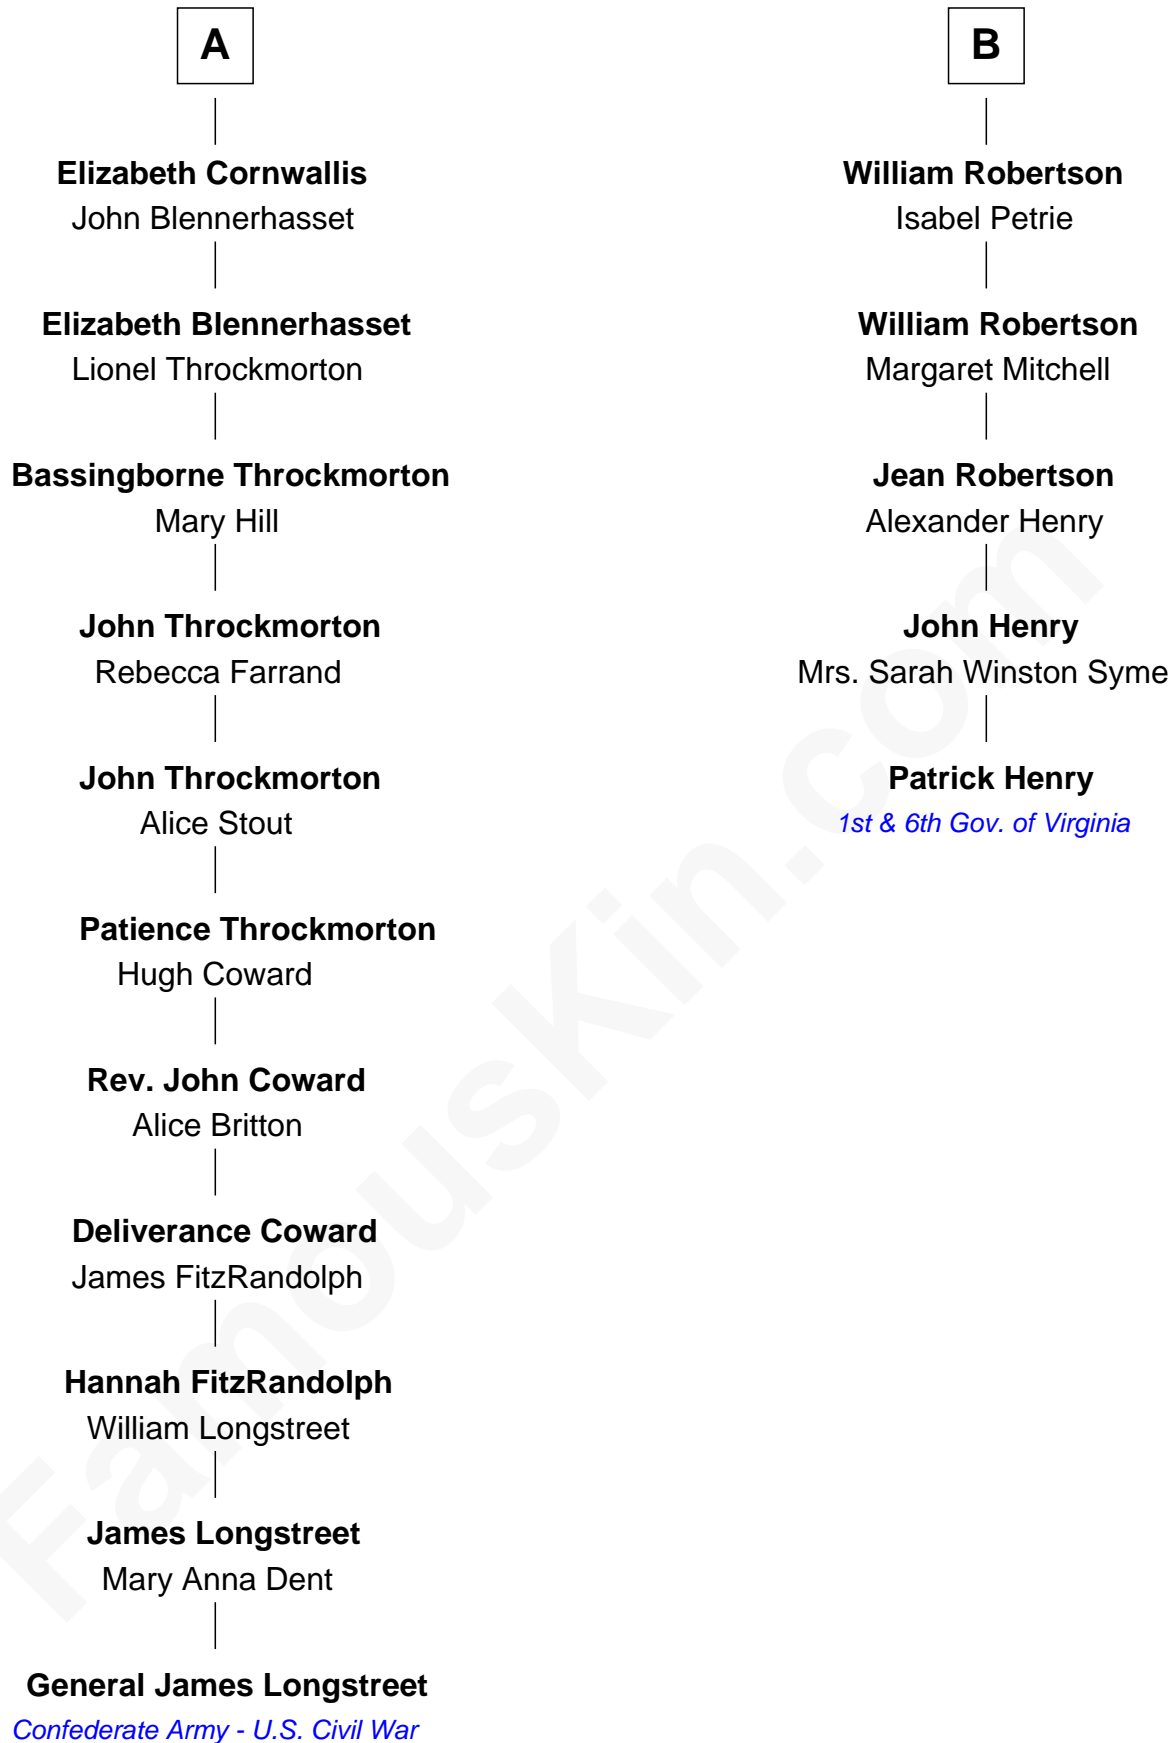 A
Elizabeth Cornwallis
John Blennerhasset
Elizabeth Blennerhasset
Lionel Throckmorton
Bassingborne Throckmorton
Mary Hill
John Throckmorton
Rebecca Farrand
John Throckmorton
Alice Stout
Patience Throckmorton
Hugh Coward
Rev. John Coward
Alice Britton
Deliverance Coward
James FitzRandolph
Hannah FitzRandolph
William Longstreet
James Longstreet
Mary Anna Dent
General James Longstreet
Confederate Army - U.S. Civil War
B
William Robertson
Isabel Petrie
William Robertson
Margaret Mitchell
Jean Robertson
Alexander Henry
John Henry
Mrs. Sarah Winston Syme
Patrick Henry
1st & 6th Gov. of Virginia
FamousKin.com